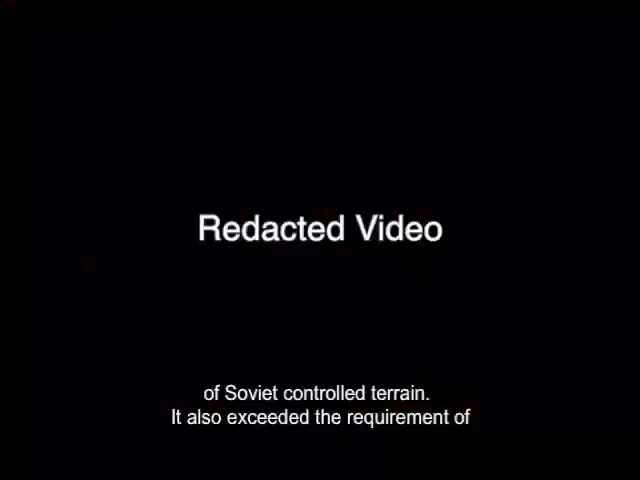 Redacted Video
of Soviet controlled terrain.
It also exceeded the requirement of